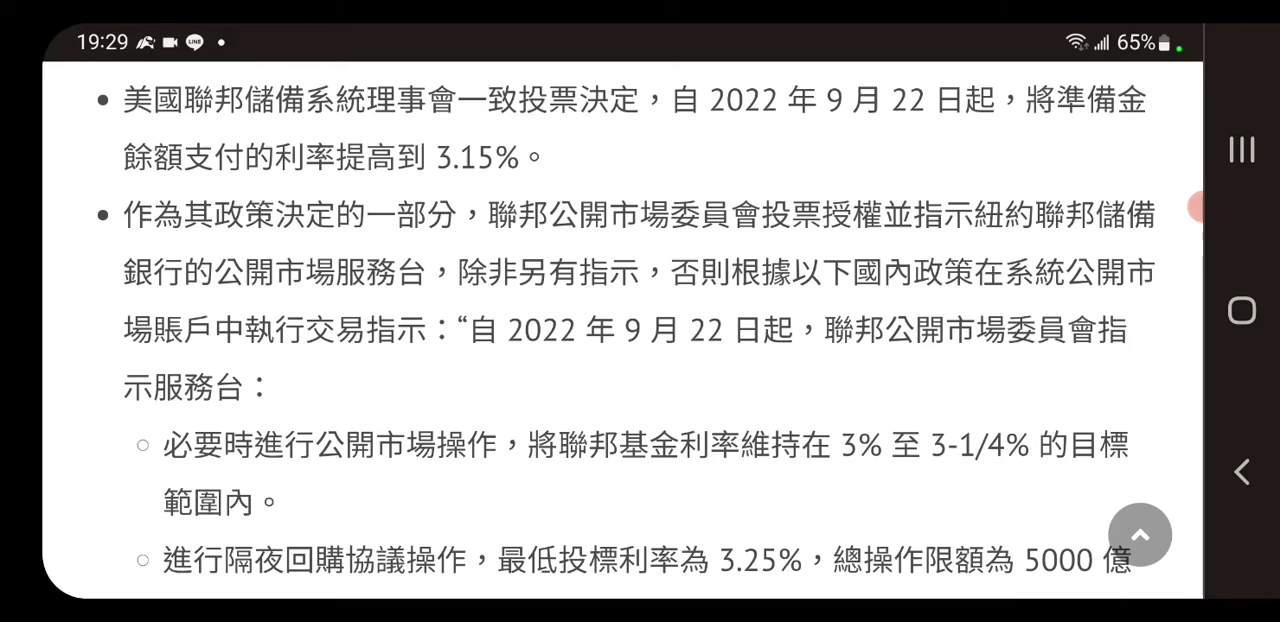 19:29
65%
美國聯邦儲備系統理事會一致投票決定，自 2022 年 9 月 22 日起，將準備金
餘額支付的利率提高到 3.15%。
作為其政策決定的一部分，聯邦公開市場委員會投票授權並指示紐約聯邦儲備
銀行的公開市場服務台，除非另有指示，否則根據以下國內政策在系統公開市
場賬戶中執行交易指示：“自 2022 年 9 月 22 日起，聯邦公開市場委員會指
示服務台：
必要時進行公開市場操作，將聯邦基金利率維持在 3% 至 3-1/4% 的目標
範圍內。
進行隔夜回購協議操作，最低投標利率為 3.25%，總操作限額為 5000 億